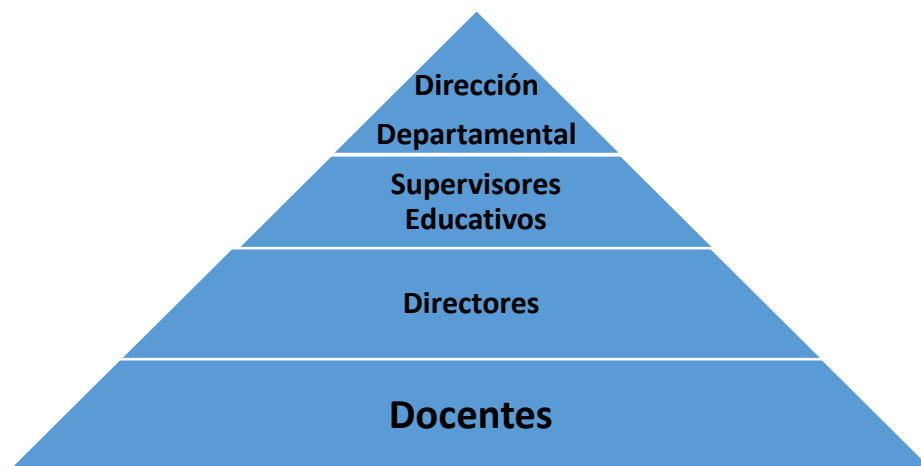 Dirección
Departamental
Supervisores
Educativos
Directores
Docentes